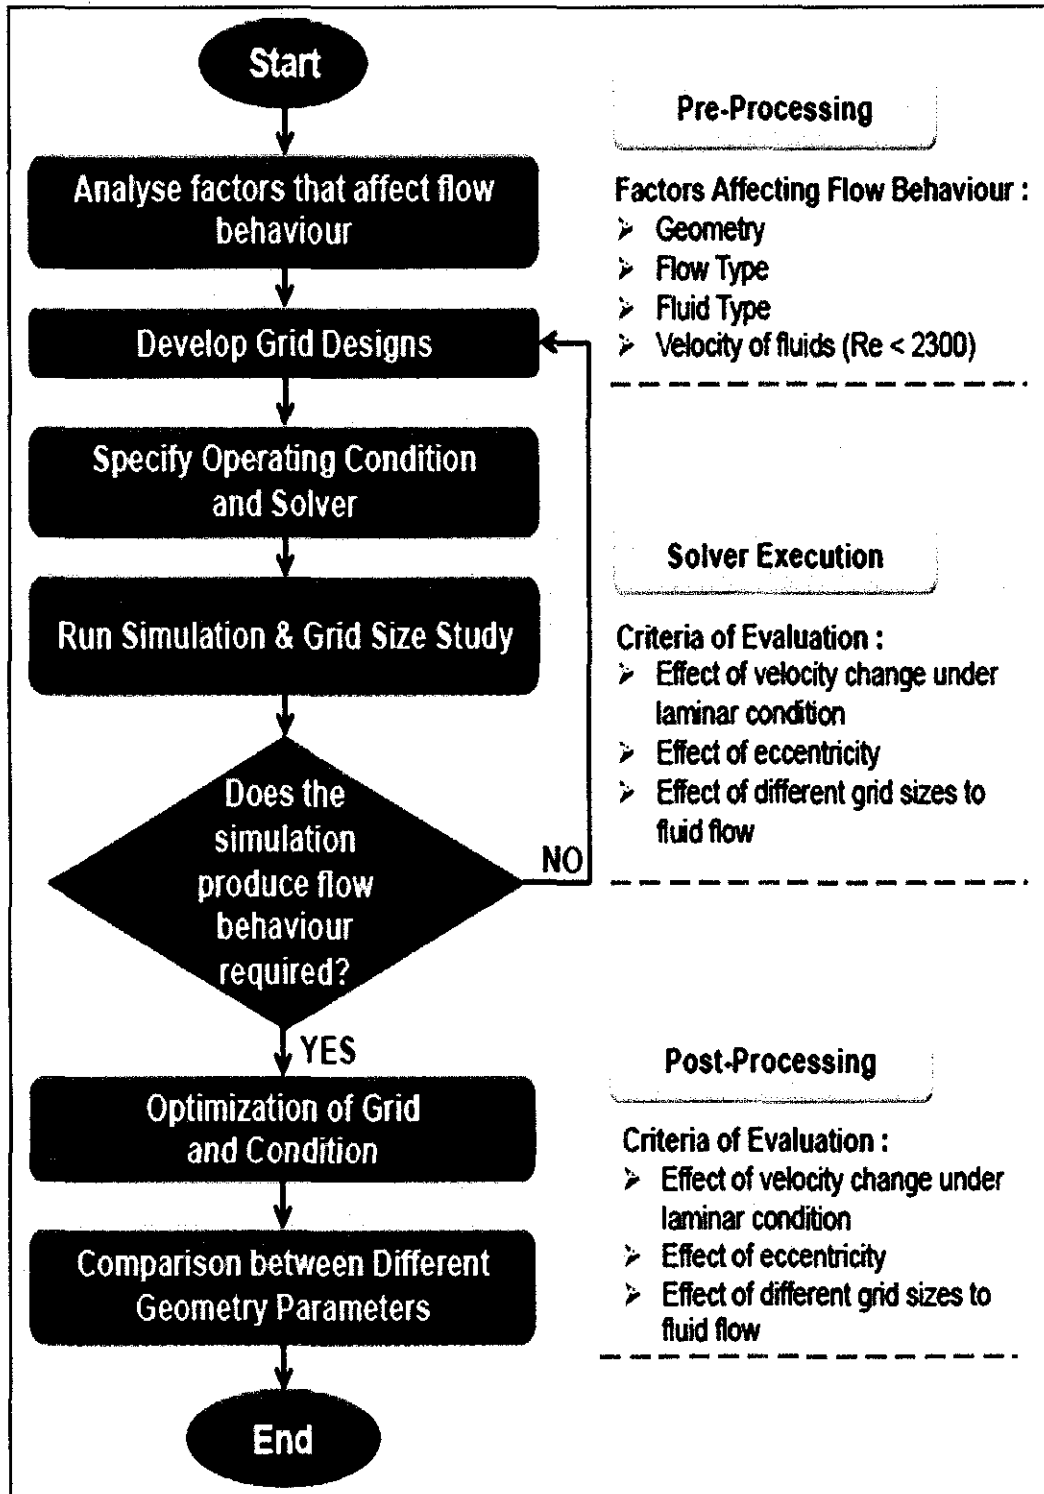 Start
Analyse factors that affect flow
behaviour
Develop Grid Designs
Specify Operating Condition
and Solver
Run Simulation & Grid Size Study
Does the
simulation
produce flow
behaviour
required?
NO
YES
Optimization of Grid
and Condition
Comparison between Different
Geometry Parameters
End
Pre-Processing
Factors Affecting Flow Behaviour :
➢ Geometry
➢ Flow Type
➢ Fluid Type
➢ Velocity of fluids (Re < 2300)
Solver Execution
Criteria of Evaluation :
➢ Effect of velocity change under
laminar condition
➢ Effect of eccentricity
➢ Effect of different grid sizes to
fluid flow
Post-Processing
Criteria of Evaluation :
➢ Effect of velocity change under
laminar condition
➢ Effect of eccentricity
➢ Effect of different grid sizes to
fluid flow